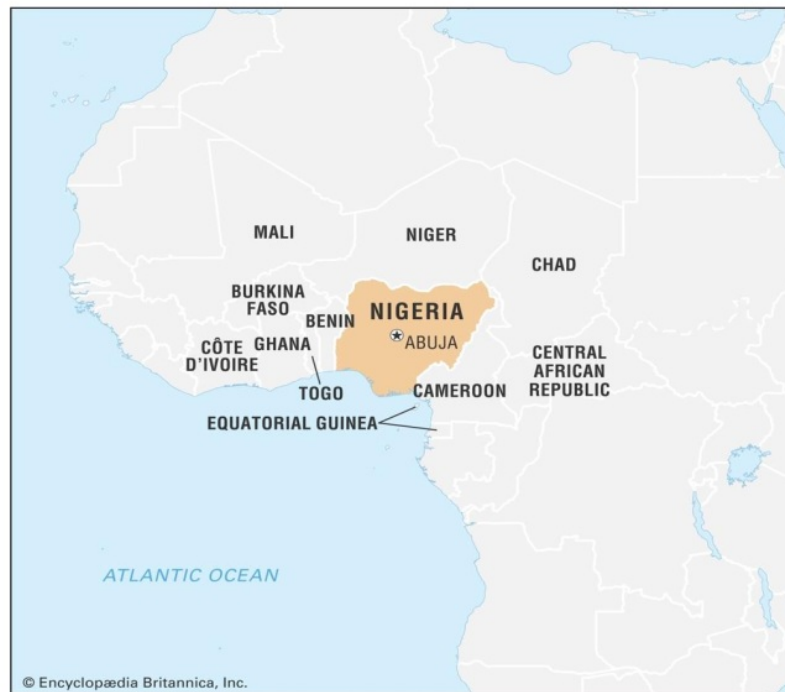 MALI
NIGER
CHAD
BURKINA
FASO
BENIN
NIGERIA
ABUJA
CÔTE
D'IVOIRE
GHANA
TOGO
CAMEROON
CENTRAL
AFRICAN
REPUBLIC
EQUATORIAL GUINEA
ATLANTIC OCEAN
© Encyclopædia Britannica, Inc.